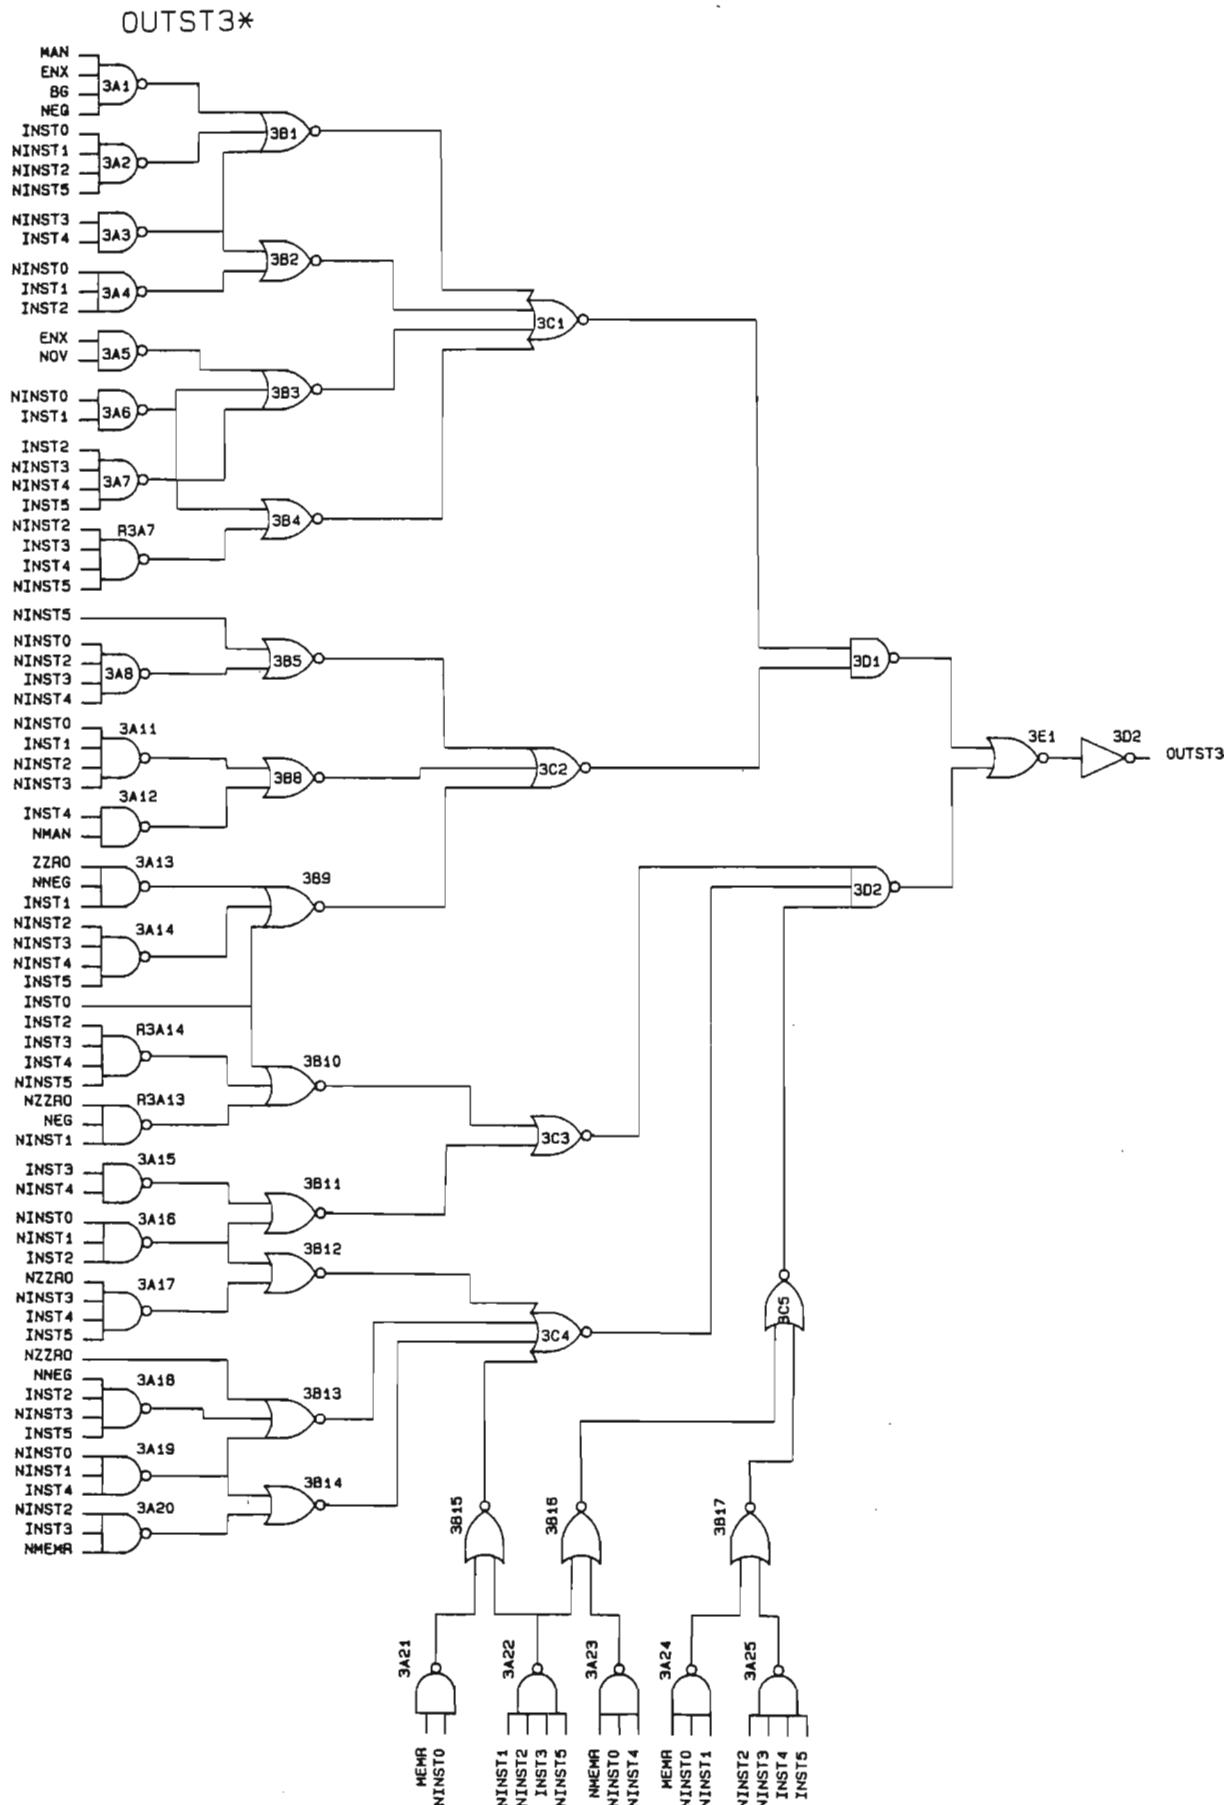 OUTST3*
MAN
ENX
BG
NEQ
3A1
INST0
NINST1
NINST2
NINST5
3A2
3B1
NINST3
INST4
3A3
NINST0
INST1
INST2
3A4
3B2
3C1
ENX
NOV
3A5
NINST0
INST1
3A6
3B3
INST2
NINST3
NINST4
INST5
3A7
NINST2
INST3
INST4
NINST5
R3A7
3B4
NINST5
NINST0
NINST2
INST3
NINST4
3A8
3B5
3D1
NINST0
INST1
NINST2
NINST3
3A11
3B8
3C2
3E1
3D2
OUTST3
INST4
NMAN
3A12
ZZRO
NNEG
INST1
3A13
3B9
3D2
NINST2
NINST3
NINST4
INST5
3A14
INST0
INST2
INST3
INST4
NINST5
R3A14
3B10
NZZRO
NEG
NINST1
R3A13
3C3
INST3
NINST4
3A15
3B11
NINST0
NINST1
INST2
3A16
3B12
NZZRO
NINST3
INST4
INST5
3A17
3C4
3C5
NZZRO
NNEG
INST2
NINST3
INST5
3A18
3B13
NINST0
NINST1
INST4
3A19
3B14
NINST2
INST3
NMEMR
3A20
3B15
3B16
3B17
3A21
3A22
3A23
3A24
3A25
MEMR
NINST0
NINST1
NINST2
INST3
NINST5
NMEMR
NINST0
NINST4
MEMR
NINST0
NINST1
NINST2
NINST3
INST4
INST5